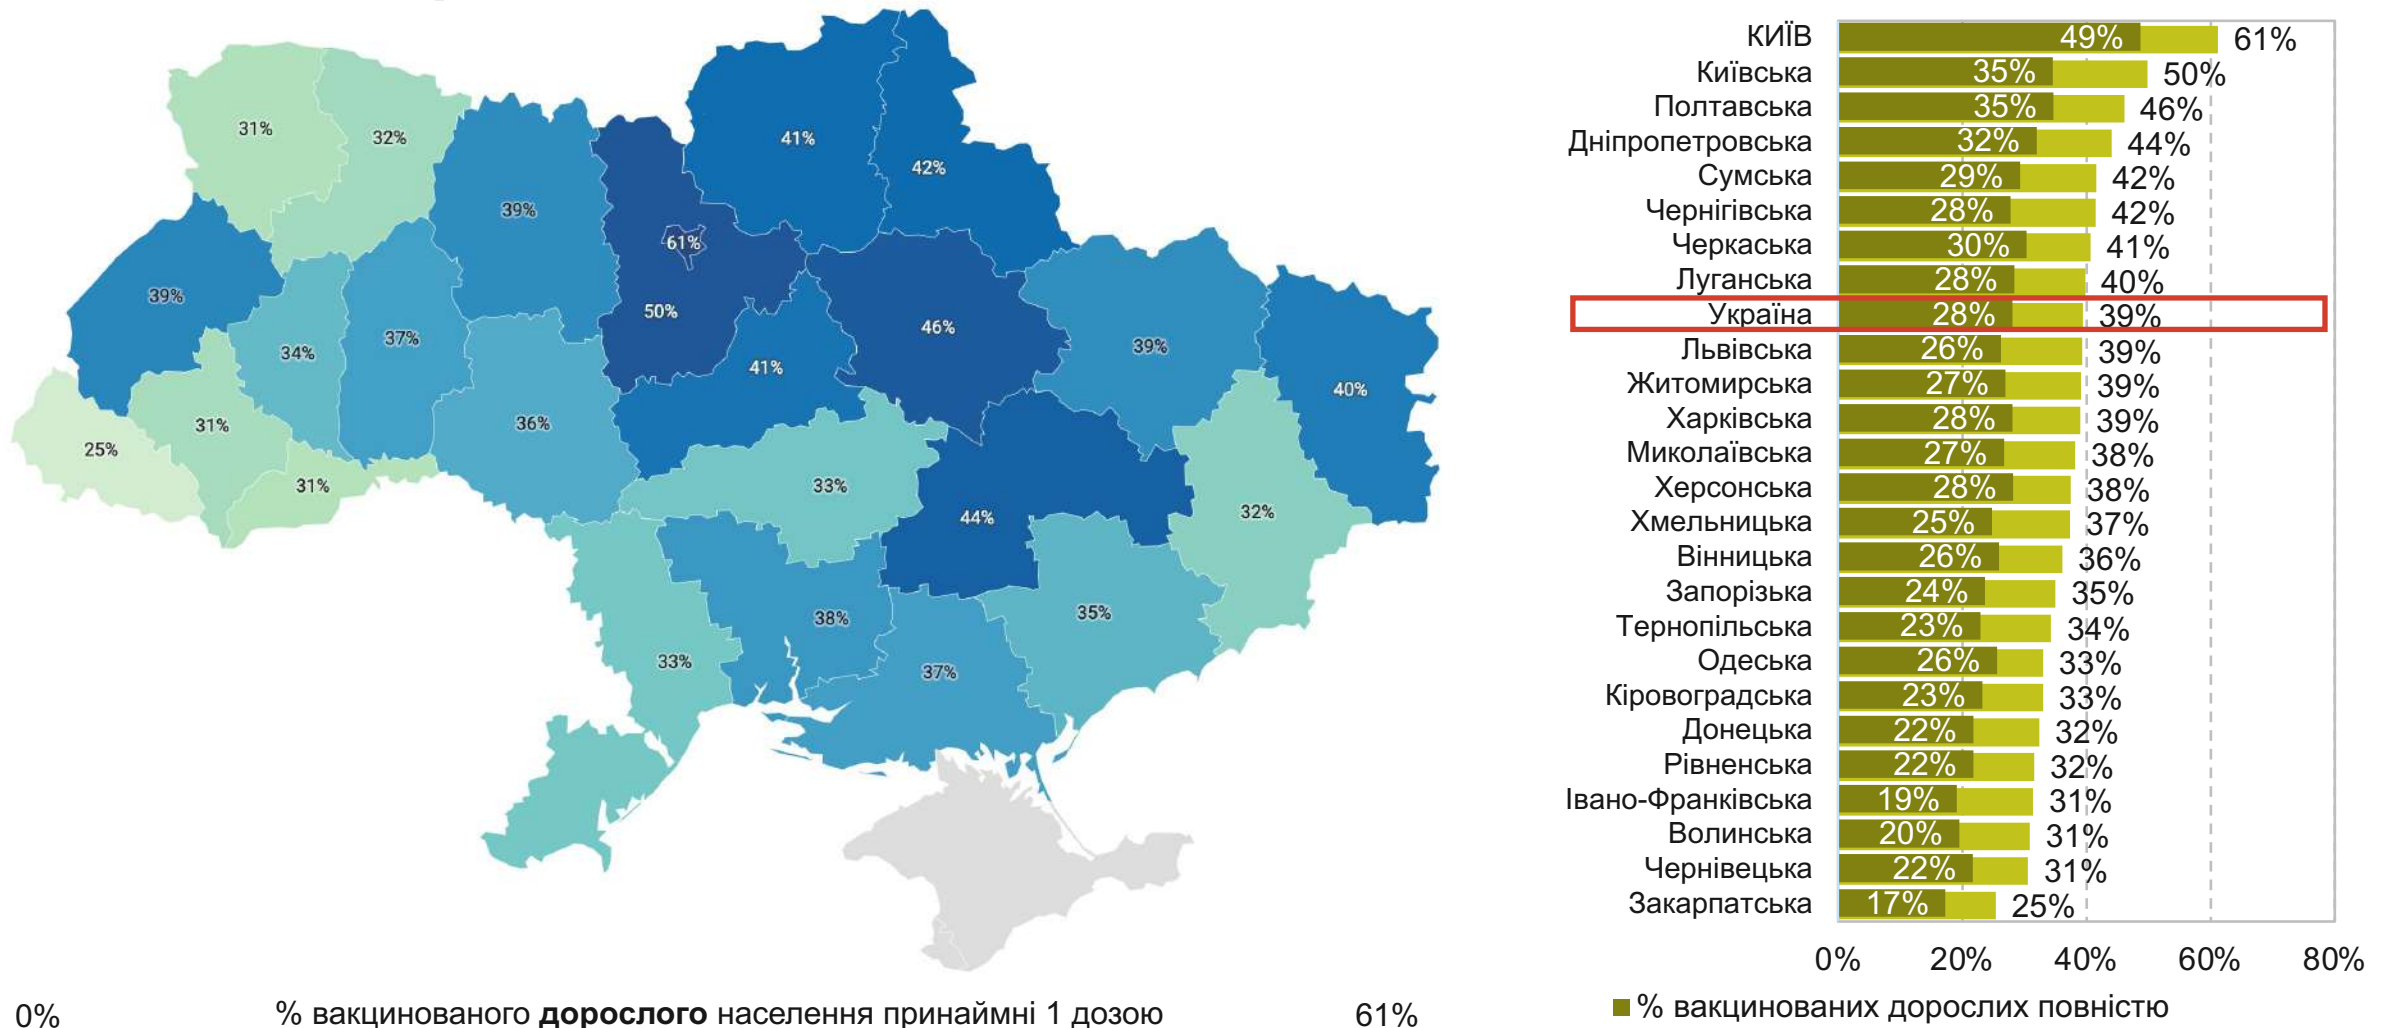 31%
32%
39%
41%
42%
61%
39%
50%
46%
39%
34%
37%
41%
40%
25%
31%
36%
31%
33%
44%
32%
38%
35%
33%
37%
0% % вакцинованого дорослого населення принаймні 1 дозою 61%
КИЇВ 49% 61%
Київська 35% 50%
Полтавська 35% 46%
Дніпропетровська 32% 44%
Сумська 29% 42%
Чернігівська 28% 42%
Черкаська 30% 41%
Луганська 28% 40%
Україна 28% 39%
Львівська 26% 39%
Житомирська 27% 39%
Харківська 28% 39%
Миколаївська 27% 38%
Херсонська 28% 38%
Хмельницька 25% 37%
Вінницька 26% 36%
Запорізька 24% 35%
Тернопільська 23% 34%
Одеська 26% 33%
Кіровоградська 23% 33%
Донецька 22% 32%
Рівненська 22% 32%
Івано-Франківська 19% 31%
Волинська 20% 31%
Чернівецька 22% 31%
Закарпатська 17% 25%
0% 20% 40% 60% 80%
% вакцинованих дорослих повністю